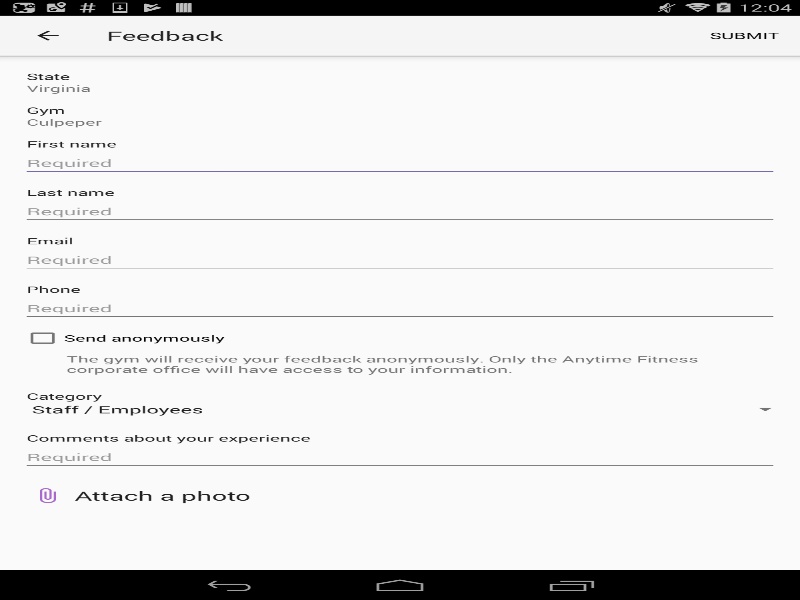 12:04
Feedback
SUBMIT
State
Virginia
Gym
Culpeper
First name
Required
Last name
Required
Email
Required
Phone
Required
Send anonymously
The gym will receive your feedback anonymously. Only the Anytime Fitness
corporate office will have access to your information.
Category
Staff / Employees
Comments about your experience
Required
Attach a photo